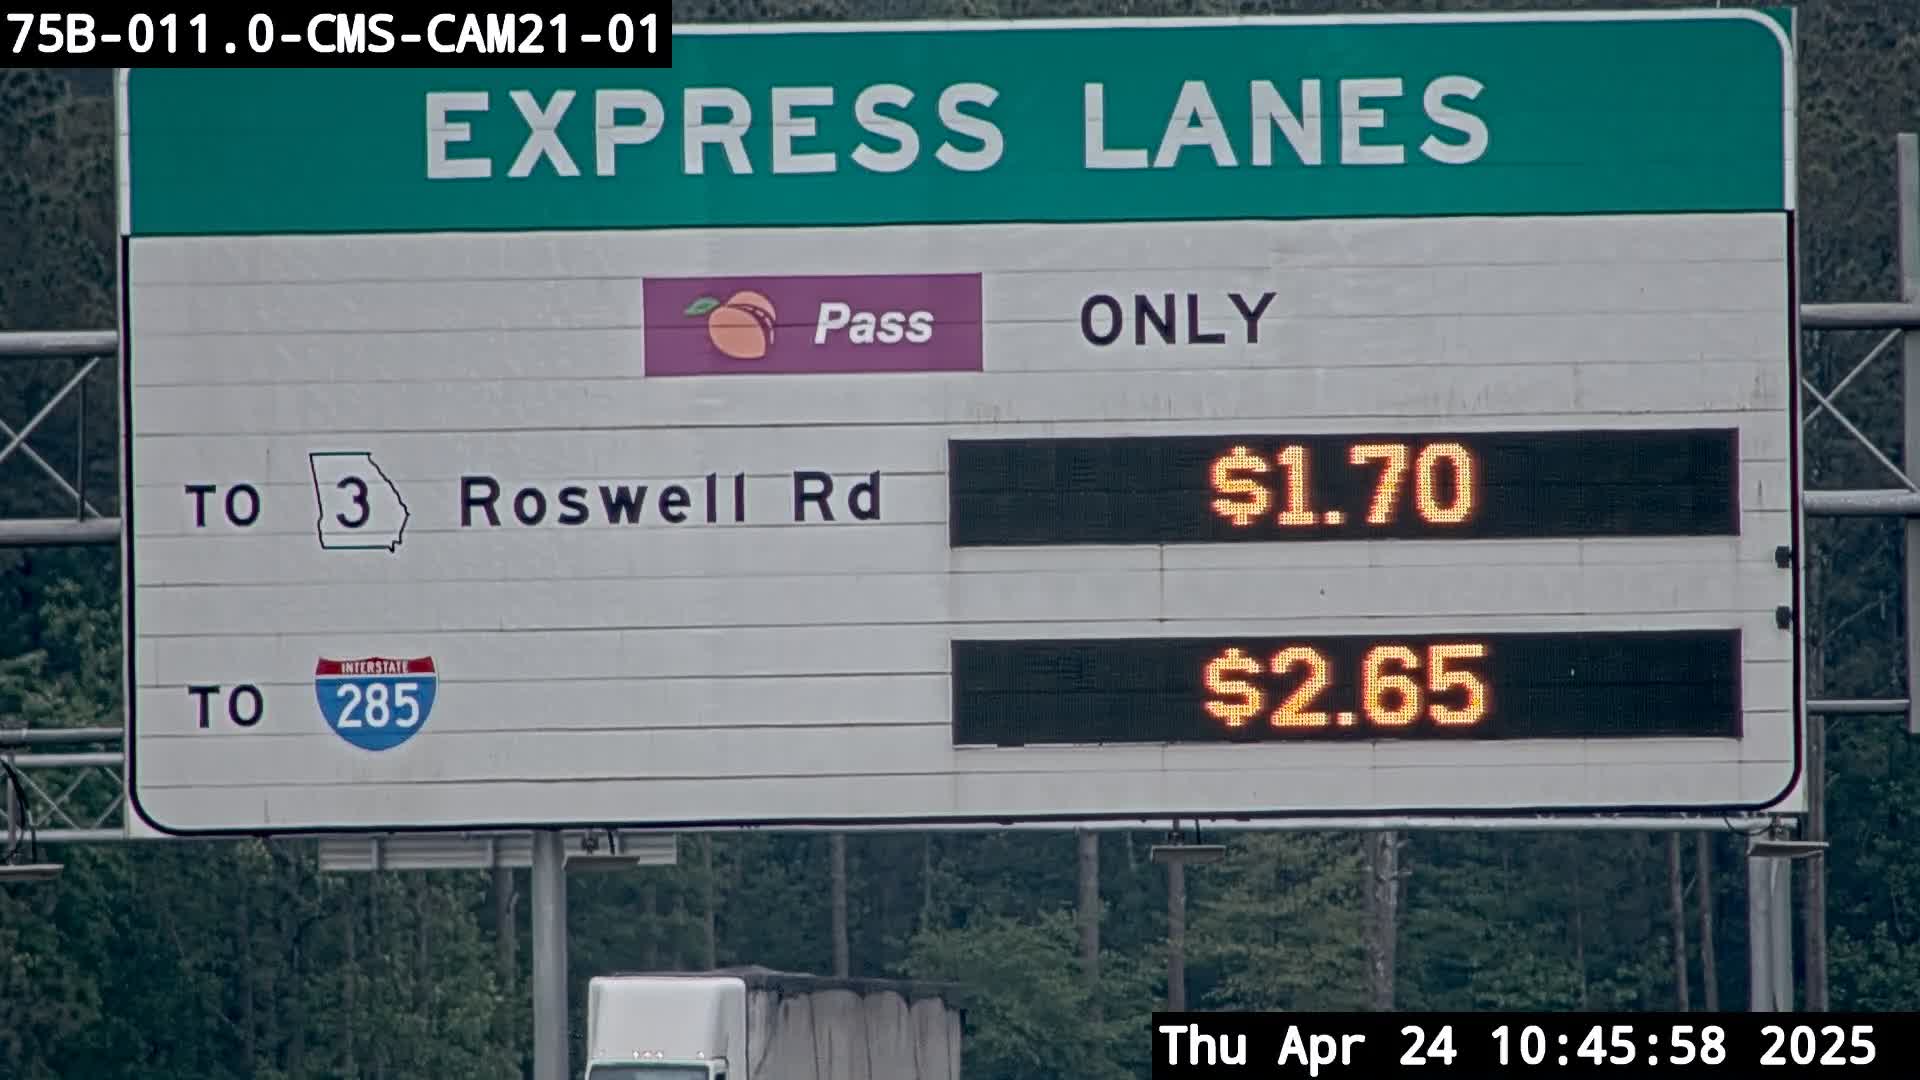 75B-011.0-CMS-CAM21-01
EXPRESS LANES
Pass ONLY
TO 3 Roswell Rd $1.70
INTERSTATE
TO 285 $2.65
Thu Apr 24 10:45:58 2025